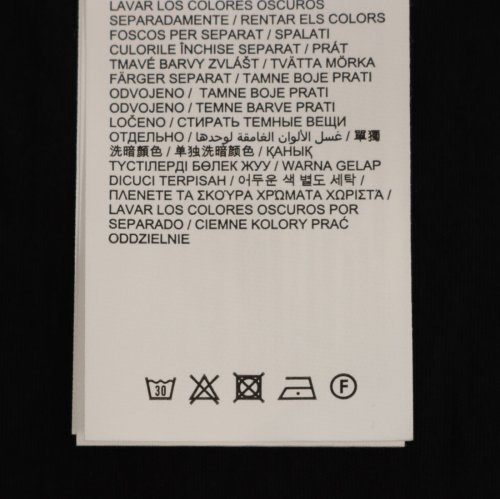 LAVAR LOS COLORES OSCUROS
SEPARADAMENTE / RENTAR ELS COLORS
FOSCOS PER SEPARAT / SPALATI
CULORILE ÎNCHISE SEPARAT / PRÁT
TMAVÉ BARVY ZVLÁŠT / TVÄTTA MÖRKA
FÄRGER SEPARAT / TAMNE BOJE PRATI
ODVOJENO / TAMNE BOJE PRATI
ODVOJENO / TEMNE BARVE PRATI
LOČENO / СТИРАТЬ ТЕМНЫЕ ВЕЩИ
ОТДЕЛЬНО / غسل الألوان الغامقة لوحدها / 單獨
洗暗顏色 / 单独洗暗颜色 / ҚАНЫҚ
ТҮСТІЛЕРДІ БӨЛЕК ЖУУ / WARNA GELAP
DICUCI TERPISAH / 어두운 색 별도 세탁 /
ΠΛΕΝΕΤΕ ΤΑ ΣΚΟΎΡΑ ΧΡΏΜΑΤΑ ΧΩΡΙΣΤΆ /
LAVAR LOS COLORES OSCUROS POR
SEPARADO / CIEMNE KOLORY PRAĆ
ODDZIELNIE
30 F